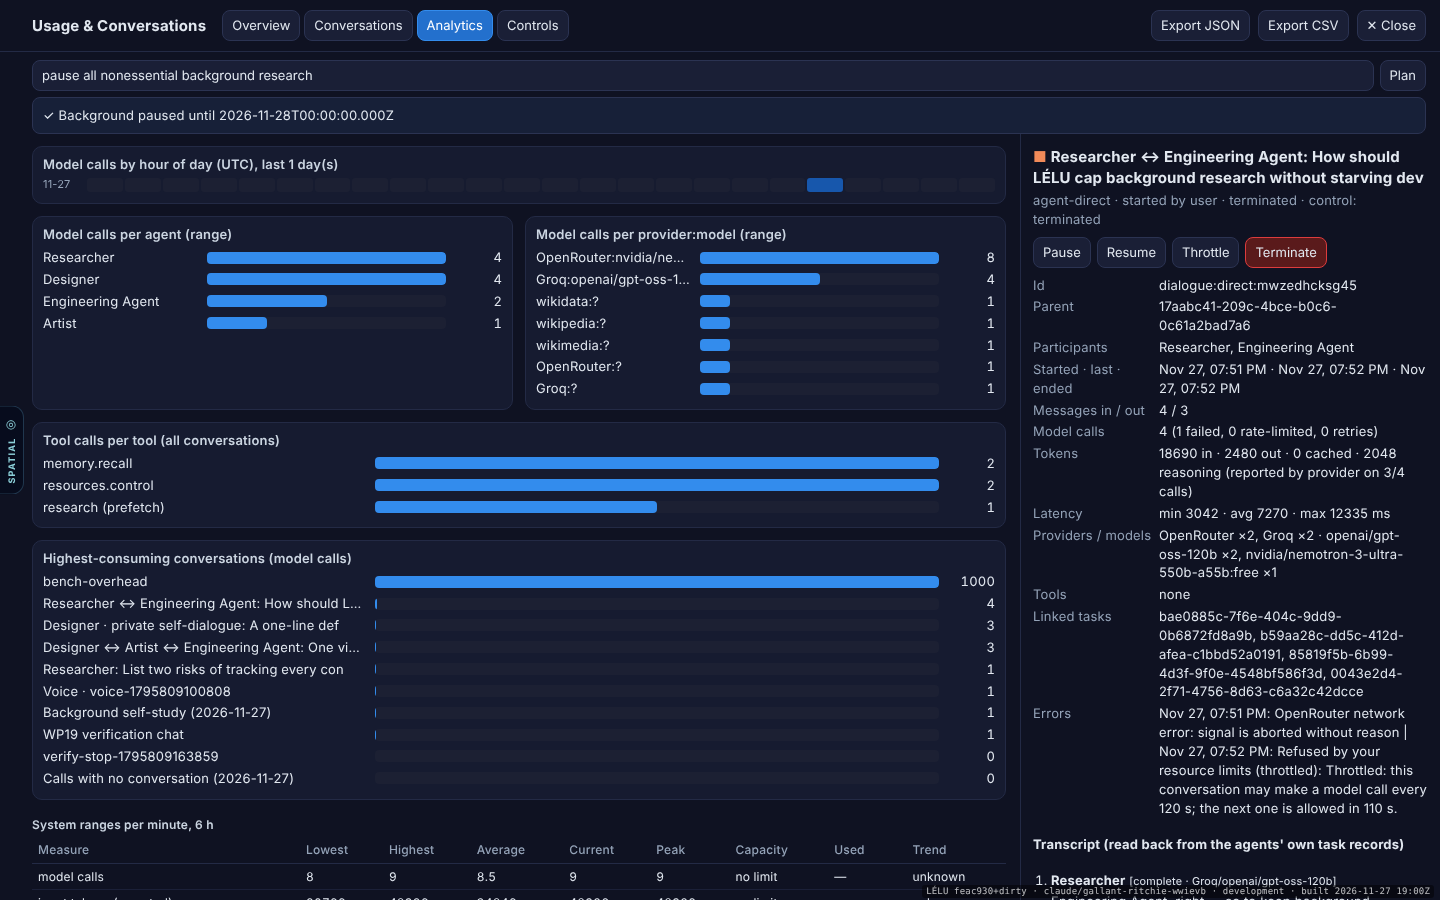 Usage & Conversations
Overview
Conversations
Analytics
Controls
Export JSON
Export CSV
✕ Close
pause all nonessential background research
Plan
✓ Background paused until 2026-11-28T00:00:00.000Z
Model calls by hour of day (UTC), last 1 day(s)
11-27
Model calls per agent (range)
Researcher 4
Designer 4
Engineering Agent 2
Artist 1
Model calls per provider:model (range)
OpenRouter:nvidia/ne... 8
Groq:openai/gpt-oss-1... 4
wikidata:? 1
wikipedia:? 1
wikimedia:? 1
OpenRouter:? 1
Groq:? 1
SPATIAL ◎
Tool calls per tool (all conversations)
memory.recall 2
resources.control 2
research (prefetch) 1
Highest-consuming conversations (model calls)
bench-overhead 1000
Researcher ↔ Engineering Agent: How should L... 4
Designer · private self-dialogue: A one-line def 3
Designer ↔ Artist ↔ Engineering Agent: One vi... 3
Researcher: List two risks of tracking every con 1
Voice · voice-1795809100808 1
Background self-study (2026-11-27) 1
WP19 verification chat 1
verify-stop-1795809163859 0
Calls with no conversation (2026-11-27) 0
System ranges per minute, 6 h
Measure Lowest Highest Average Current Peak Capacity Used Trend
model calls 8 9 8.5 9 9 no limit — unknown
Researcher ↔ Engineering Agent: How should
LÉLU cap background research without starving dev
agent-direct · started by user · terminated · control:
terminated
Pause
Resume
Throttle
Terminate
Id dialogue:direct:mwzedhcksg45
Parent 17aabc41-209c-4bce-b0c6-
0c61a2bad7a6
Participants Researcher, Engineering Agent
Started · last · Nov 27, 07:51 PM · Nov 27, 07:52 PM · Nov
ended 27, 07:52 PM
Messages in / out 4 / 3
Model calls 4 (1 failed, 0 rate-limited, 0 retries)
Tokens 18690 in · 2480 out · 0 cached · 2048
reasoning (reported by provider on 3/4
calls)
Latency min 3042 · avg 7270 · max 12335 ms
Providers / models OpenRouter ×2, Groq ×2 · openai/gpt-
oss-120b ×2, nvidia/nemotron-3-ultra-
550b-a55b:free ×1
Tools none
Linked tasks bae0885c-7f6e-404c-9dd9-
0b6872fd8a9b, b59aa28c-dd5c-412d-
afea-c1bbd52a0191, 85819f5b-6b99-
4d3f-9f0e-4548bf586f3d, 0043e2d4-
2f71-4756-8d63-c6a32c42dcce
Errors Nov 27, 07:51 PM: OpenRouter network
error: signal is aborted without reason |
Nov 27, 07:52 PM: Refused by your
resource limits (throttled): Throttled: this
conversation may make a model call every
120 s; the next one is allowed in 110 s.
Transcript (read back from the agents' own task records)
1. Researcher [complete · Groq/openai/gpt-oss-120b]
LÉLU feac930+dirty · claude/gallant-ritchie-wwievb · development · built 2026-11-27 19:00Z